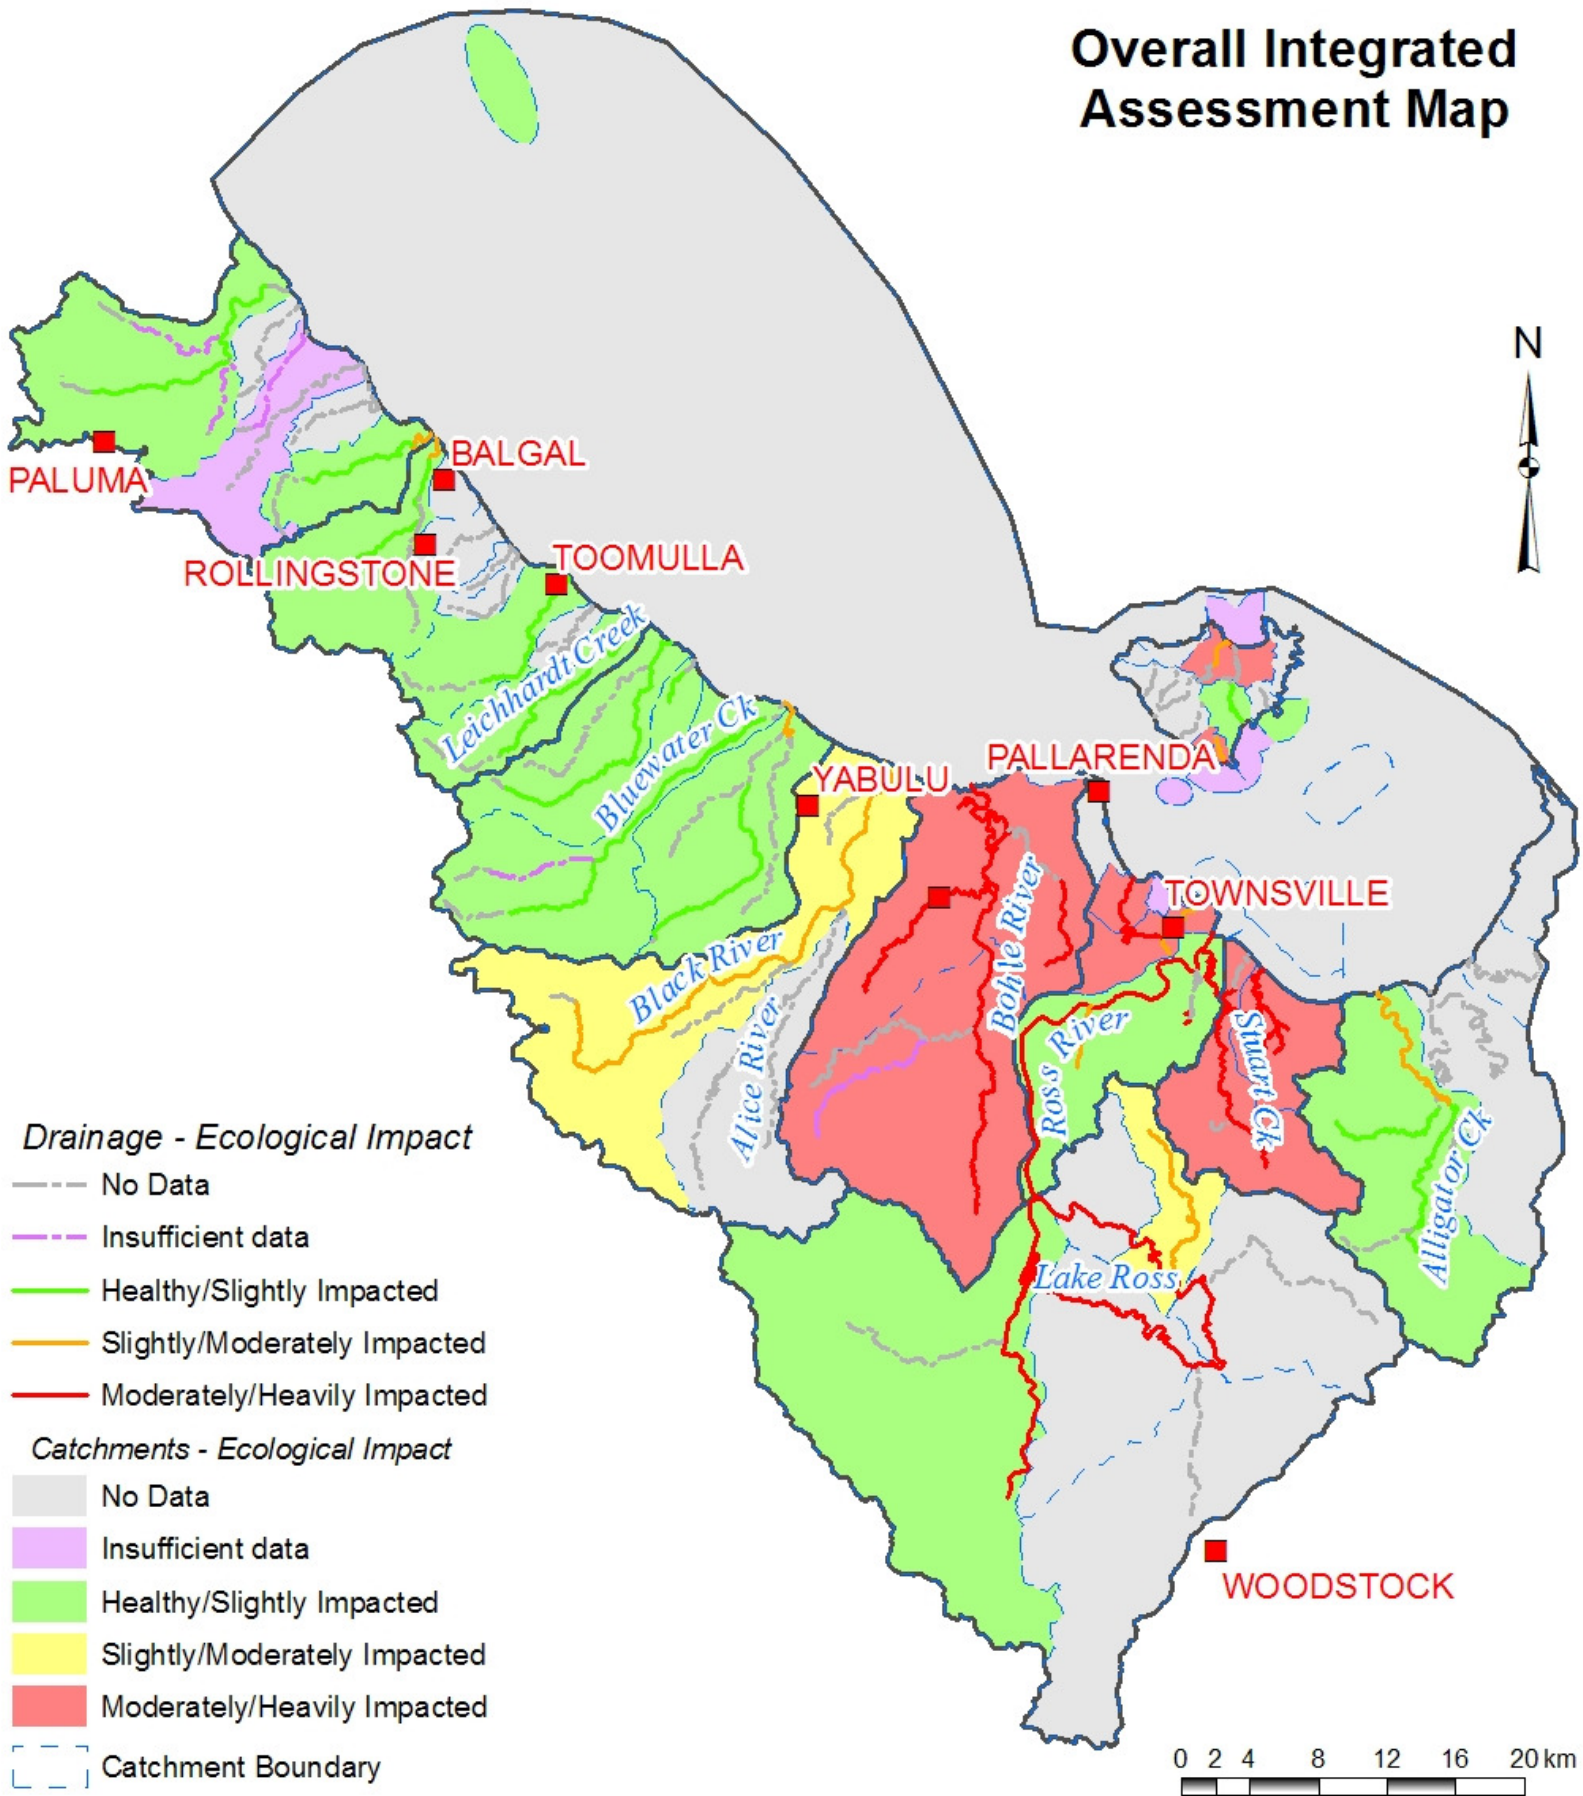 Overall Integrated
Assessment Map
N
PALUMA
BALGAL
ROLLINGSTONE
TOOMULLA
Leichhardt Creek
Bluewater Ck
YABULU
PALLARENDA
TOWNSVILLE
Black River
Alice River
Bohle River
Ross River
Stuart Ck
Alligator Ck
Lake Ross
WOODSTOCK
Drainage - Ecological Impact
No Data
Insufficient data
Healthy/Slightly Impacted
Slightly/Moderately Impacted
Moderately/Heavily Impacted
Catchments - Ecological Impact
No Data
Insufficient data
Healthy/Slightly Impacted
Slightly/Moderately Impacted
Moderately/Heavily Impacted
Catchment Boundary
0 2 4 8 12 16 20 km